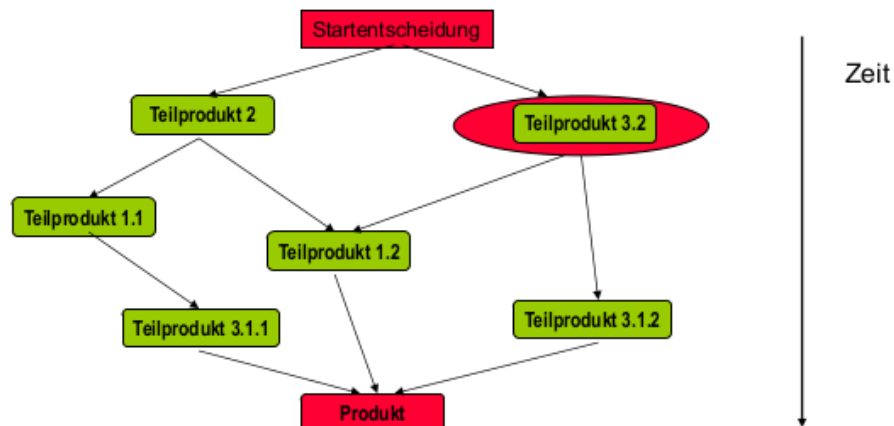 Startentscheidung
Zeit
Teilprodukt 2
Teilprodukt 3.2
Teilprodukt 1.1
Teilprodukt 1.2
Teilprodukt 3.1.1
Teilprodukt 3.1.2
Produkt